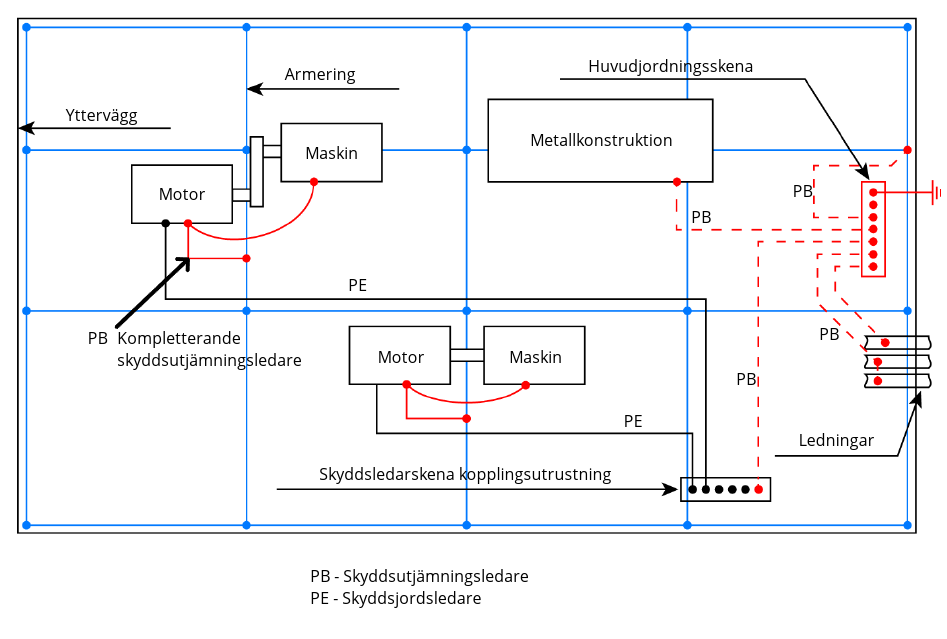 Huvudjordningsskena
Armering
Yttervägg
Metallkonstruktion
Maskin
Motor
PB
PB
PE
PB Kompletterande
skyddsutjämningsledare
PB
Motor
Maskin
PB
PE
Ledningar
Skyddsledarskena kopplingsutrustning
PB - Skyddsutjämningsledare
PE - Skyddsjordsledare